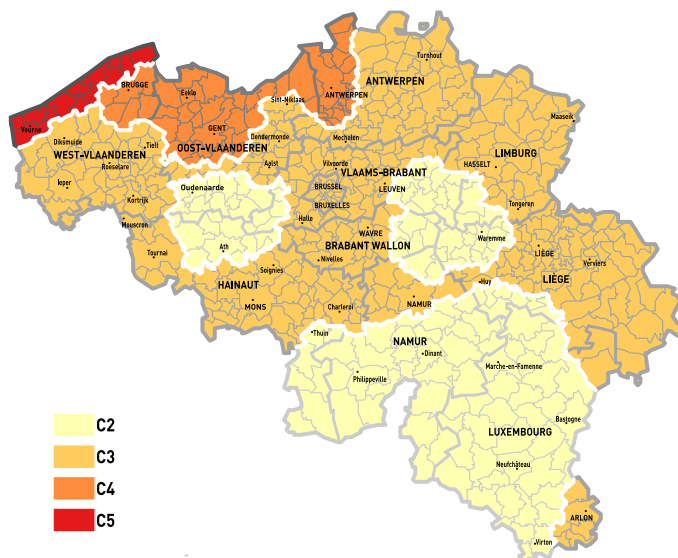 Turnhout
ANTWERPEN
BRUGGE
Eeklo
ANTWERPEN
Sint-Niklaas
Maaseik
Veurne
GENT
Diksmuide
Tielt
OOST-VLAANDEREN
Dendermonde
Mechelen
WEST-VLAANDEREN
Roeselare
Aalst
Vilvoorde
HASSELT
LIMBURG
VLAAMS-BRABANT
Ieper
Oudenaarde
BRUSSEL
LEUVEN
Kortrijk
BRUXELLES
Tongeren
Mouscron
Halle
WAVRE
Waremme
Ath
BRABANT WALLON
LIÈGE
Tournai
Nivelles
Verviers
Soignies
LIÈGE
HAINAUT
Huy
MONS
Charleroi
NAMUR
Thuin
NAMUR
Dinant
Marche-en-Famenne
Philippeville
Bastogne
C2
LUXEMBOURG
C3
Neufchâteau
C4
C5
ARLON
Virton